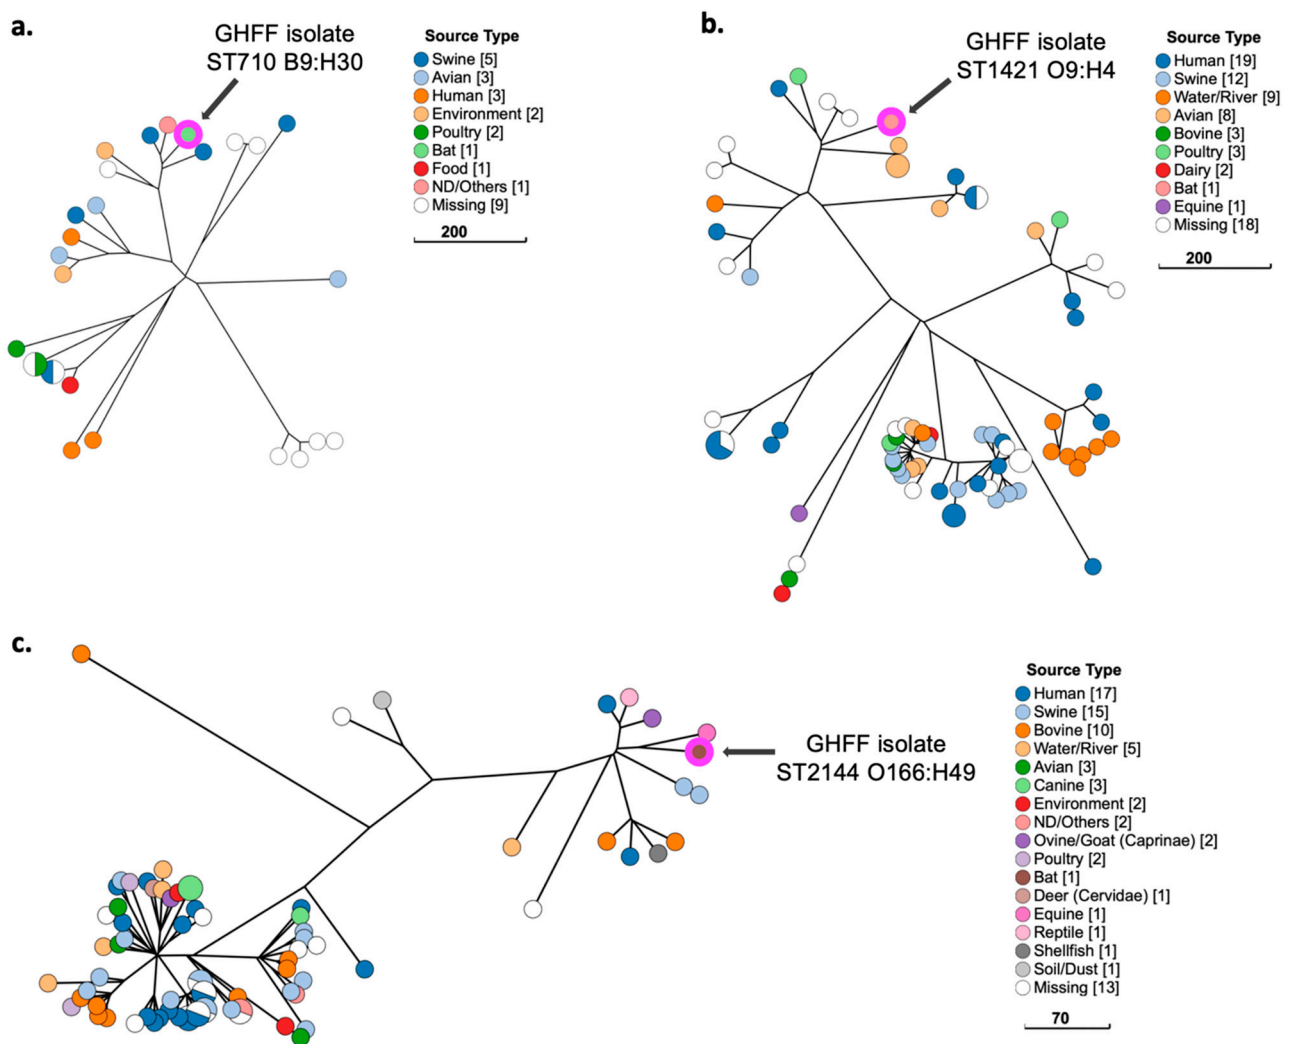 a.
GHFF isolate
ST710 B9:H30
Source Type
Swine [5]
Avian [3]
Human [3]
Environment [2]
Poultry [2]
Bat [1]
Food [1]
ND/Others [1]
Missing [9]
200
b.
GHFF isolate
ST1421 O9:H4
Source Type
Human [19]
Swine [12]
Water/River [9]
Avian [8]
Bovine [3]
Poultry [3]
Dairy [2]
Bat [1]
Equine [1]
Missing [18]
200
c.
GHFF isolate
ST2144 O166:H49
Source Type
Human [17]
Swine [15]
Bovine [10]
Water/River [5]
Avian [3]
Canine [3]
Environment [2]
ND/Others [2]
Ovine/Goat (Caprinae) [2]
Poultry [2]
Bat [1]
Deer (Cervidae) [1]
Equine [1]
Reptile [1]
Shellfish [1]
Soil/Dust [1]
Missing [13]
70